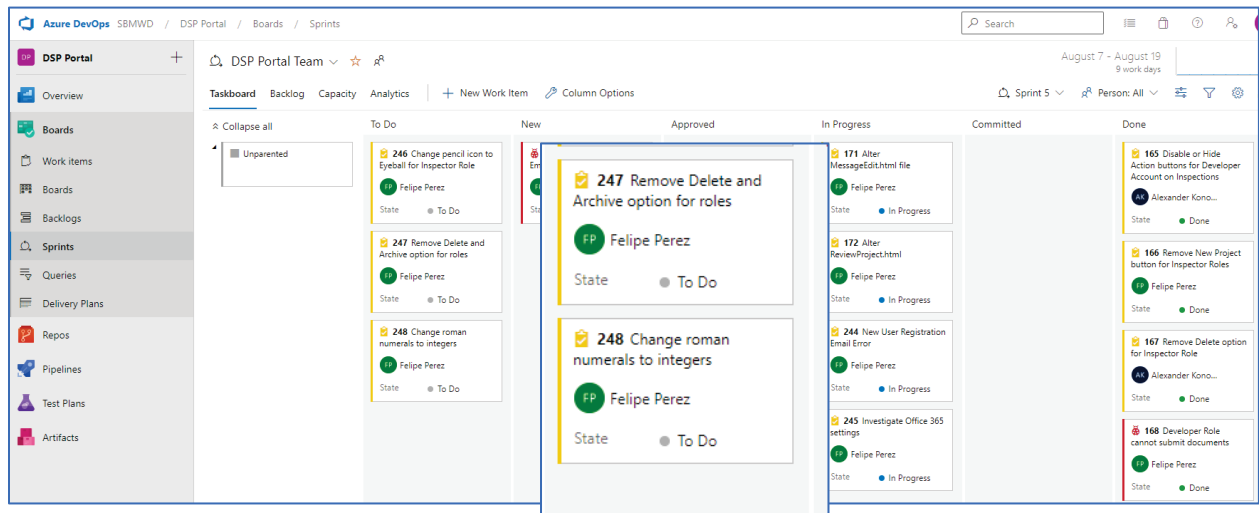 Azure DevOps SBMWD / DSP Portal / Boards / Sprints
Search
DP DSP Portal
Overview
Boards
Work items
Boards
Backlogs
Sprints
Queries
Delivery Plans
Repos
Pipelines
Test Plans
Artifacts
DSP Portal Team
August 7 - August 19
9 work days
Taskboard Backlog Capacity Analytics + New Work Item Column Options
Sprint 5 Person: All
Collapse all
To Do
New
Approved
In Progress
Committed
Done
Unparented
246 Change pencil icon to
Eyeball for Inspector Role
FP Felipe Perez
State To Do
247 Remove Delete and
Archive option for roles
FP Felipe Perez
State To Do
248 Change roman
numerals to integers
FP Felipe Perez
State To Do
Em
247 Remove Delete and
Archive option for roles
FP Felipe Perez
State To Do
248 Change roman
numerals to integers
FP Felipe Perez
State To Do
171 Alter
MessageEdit.html file
FP Felipe Perez
State In Progress
172 Alter
ReviewProject.html
FP Felipe Perez
State In Progress
244 New User Registration
Email Error
FP Felipe Perez
State In Progress
245 Investigate Office 365
settings
FP Felipe Perez
State In Progress
165 Disable or Hide
Action buttons for Developer
Account on Inspections
AK Alexander Kono...
State Done
166 Remove New Project
button for Inspector Roles
FP Felipe Perez
State Done
167 Remove Delete option
for Inspector Role
AK Alexander Kono...
State Done
168 Developer Role
cannot submit documents
FP Felipe Perez
State Done